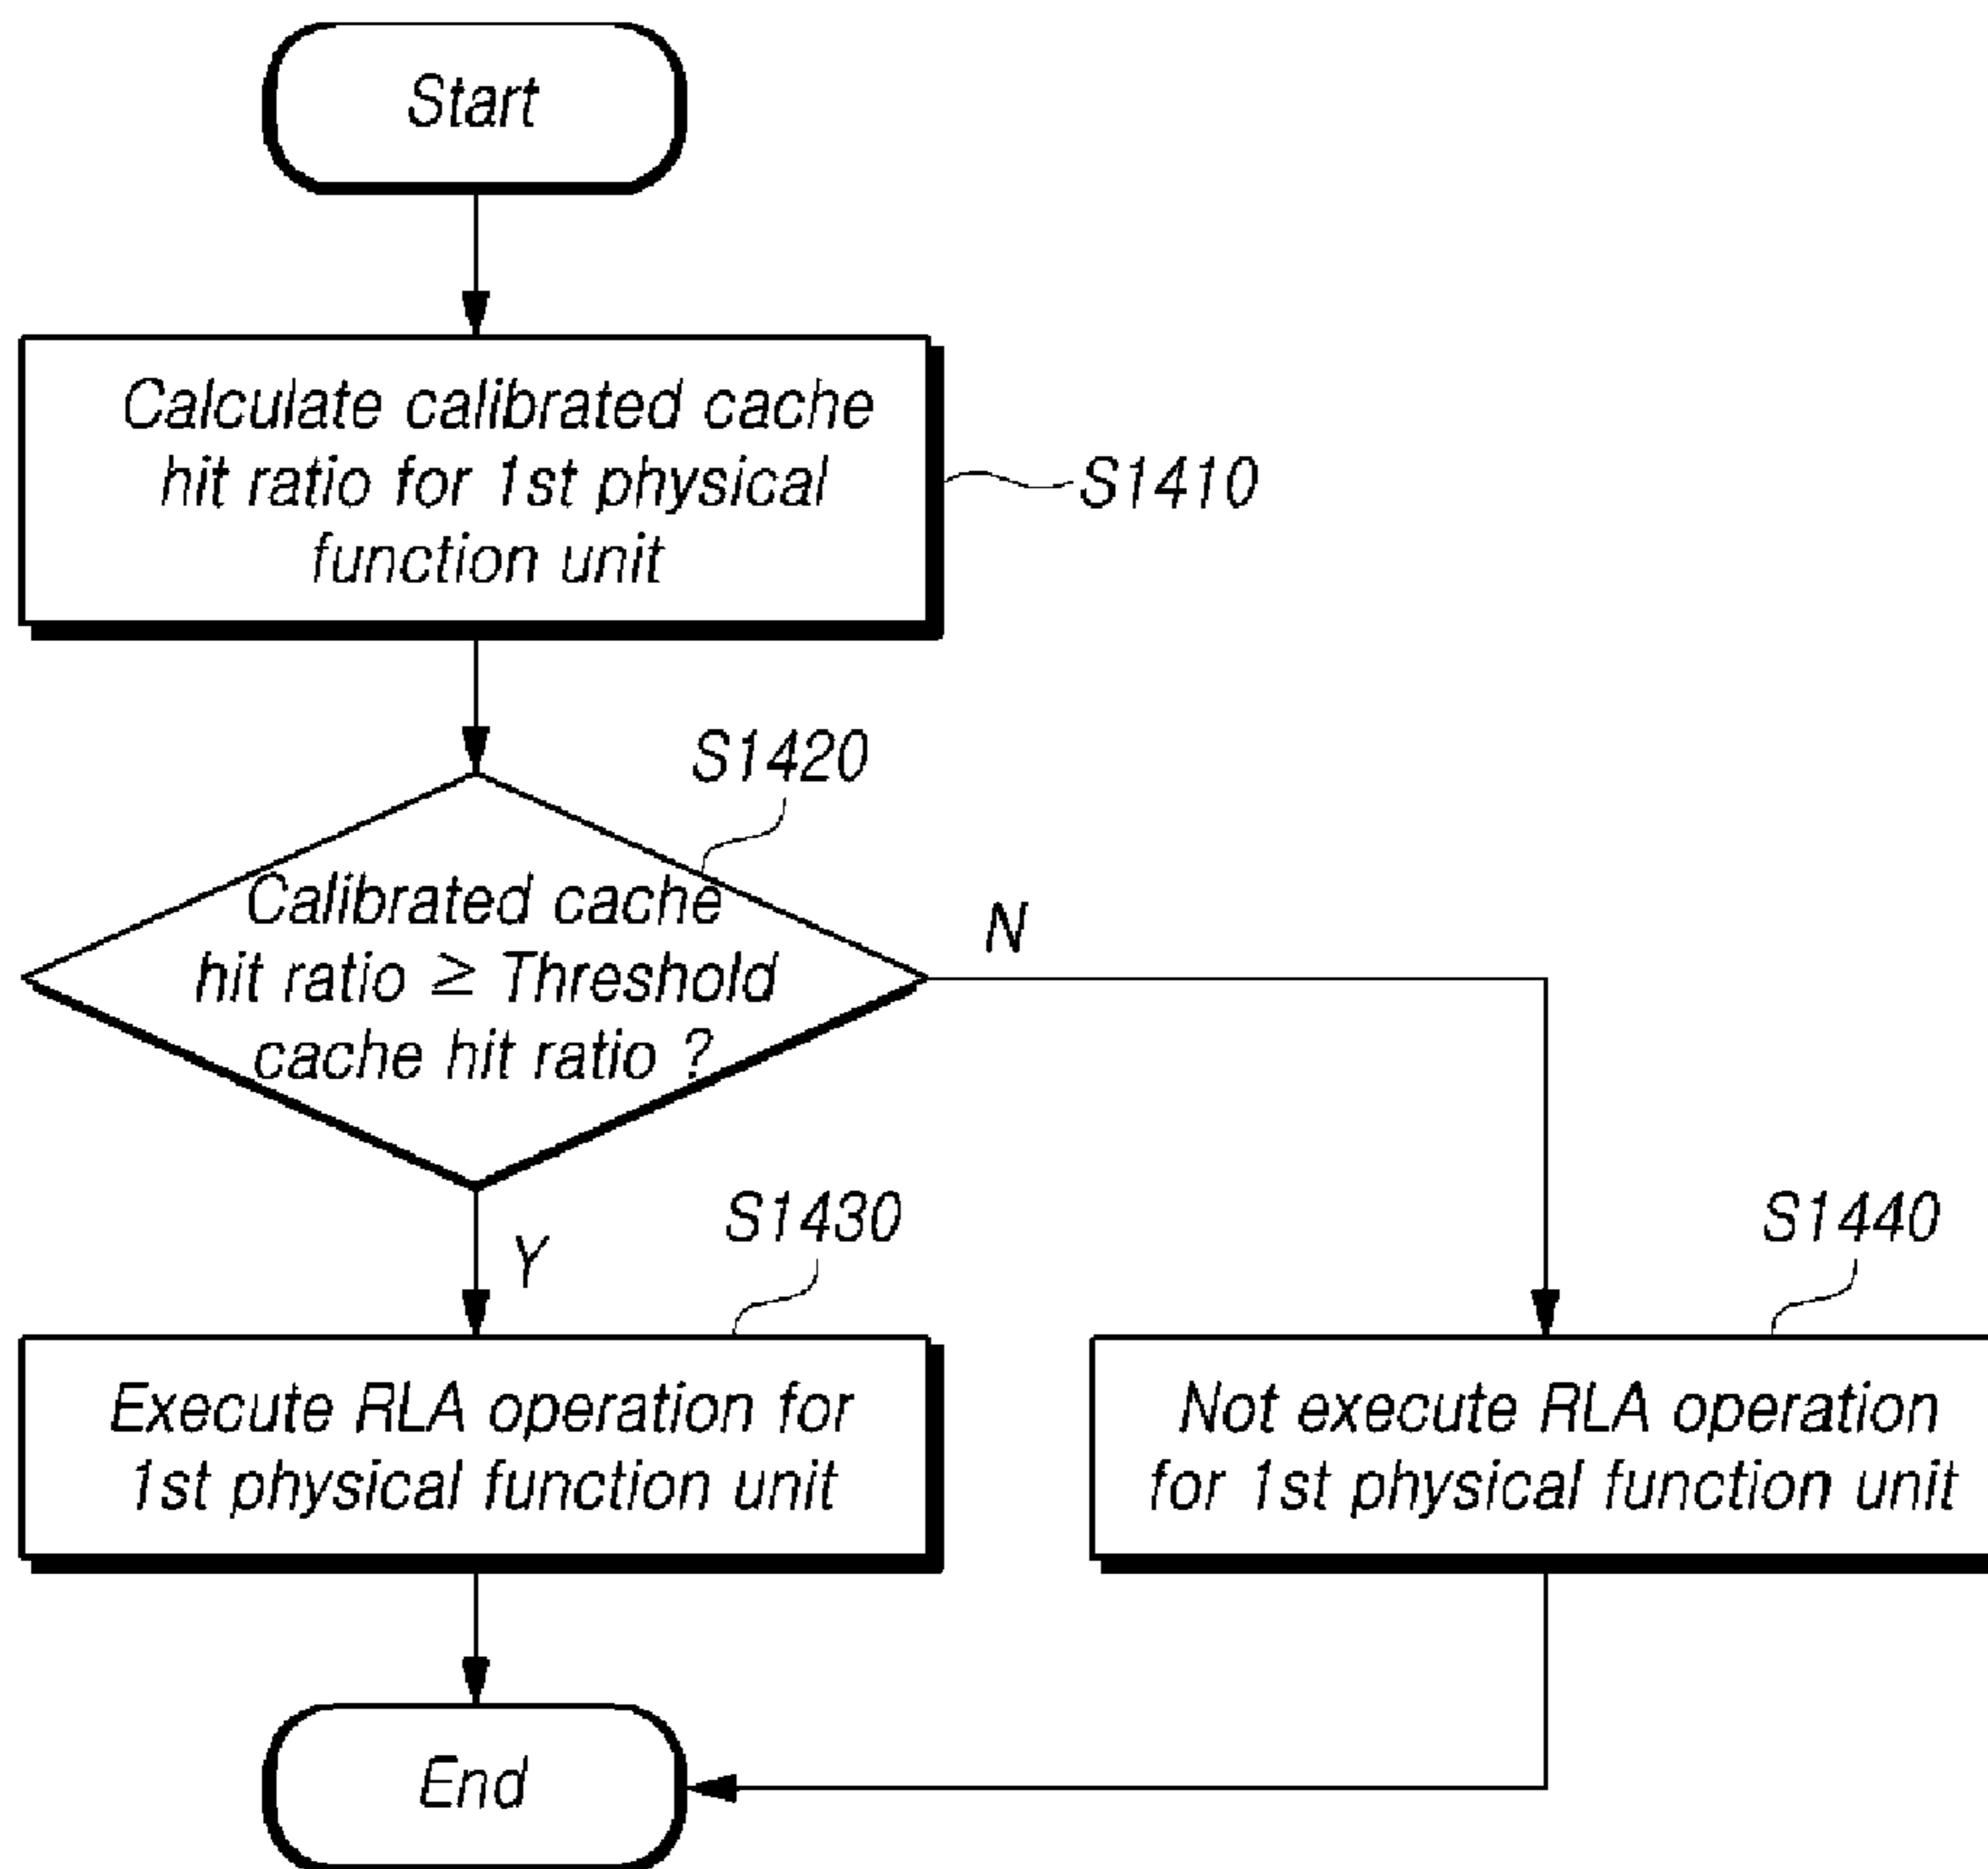 Start
Calculate calibrated cache
hit ratio for 1st physical
function unit
S1410
S1420
Calibrated cache
hit ratio ≥ Threshold
cache hit ratio ?
N
Y
S1430
Execute RLA operation for
1st physical function unit
S1440
Not execute RLA operation
for 1st physical function unit
End